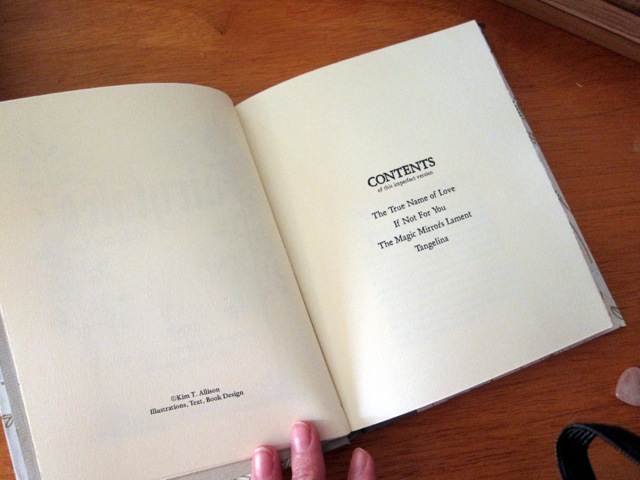 ©Kim T. Allison
Illustrations, Text, Book Design
CONTENTS
of this imperfect version
The True Name of Love
If Not For You
The Magic Mirror's Lament
Tangelina